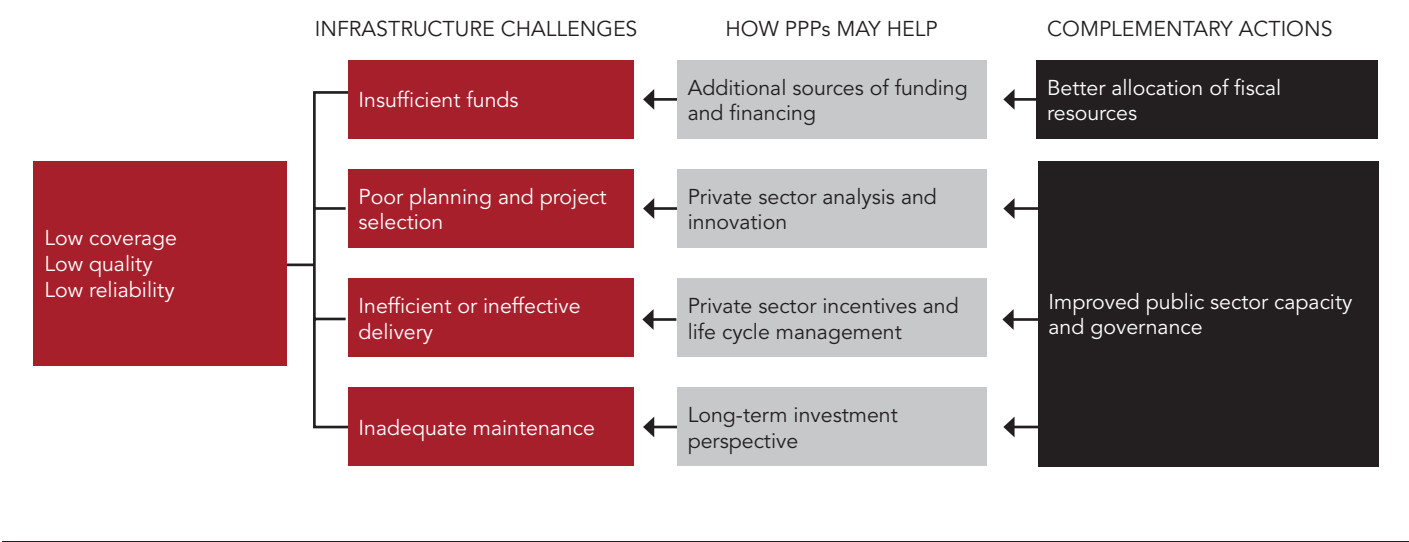 INFRASTRUCTURE CHALLENGES
HOW PPPs MAY HELP
COMPLEMENTARY ACTIONS
Low coverage
Low quality
Low reliability
Insufficient funds
Additional sources of funding
and financing
Better allocation of fiscal
resources
Poor planning and project
selection
Private sector analysis and
innovation
Inefficient or ineffective
delivery
Private sector incentives and
life cycle management
Improved public sector capacity
and governance
Inadequate maintenance
Long-term investment
perspective